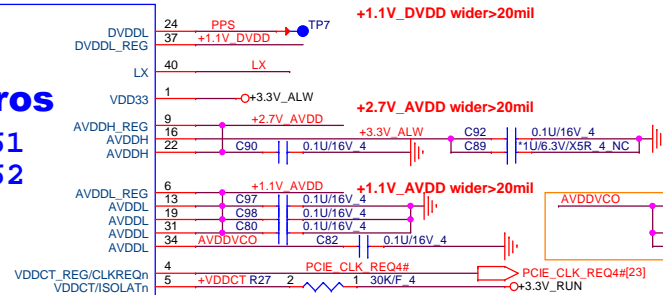 +1.1V_DVDD wider>20mil
DVDDL 24 PPS TP7
DVDDL_REG 37 +1.1V_DVDD
LX 40 LX
ros
VDD33 1 +3.3V_ALW
+2.7V_AVDD wider>20mil
51
52
AVDDH_REG 9 +2.7V_AVDD
AVDDH 16 +3.3V_ALW C92 0.1U/16V_4
AVDDH 22 C90 0.1U/16V_4 C89 *1U/6.3V/X5R_4_NC
AVDDL_REG 6 +1.1V_AVDD +1.1V_AVDD wider>20mil
AVDDL 13 C97 0.1U/16V_4 AVDDVCO
AVDDL 19 C98 0.1U/16V_4
AVDDL 31 C80 0.1U/16V_4
AVDDL 34 AVDDVCO C82 0.1U/16V_4
VDDCT_REG/CLKREQn 4 PCIE_CLK_REQ4# PCIE_CLK_REQ4#[23]
VDDCT/ISOLATn 5 +VDDCT R27 2 1 30K/F_4 +3.3V_RUN